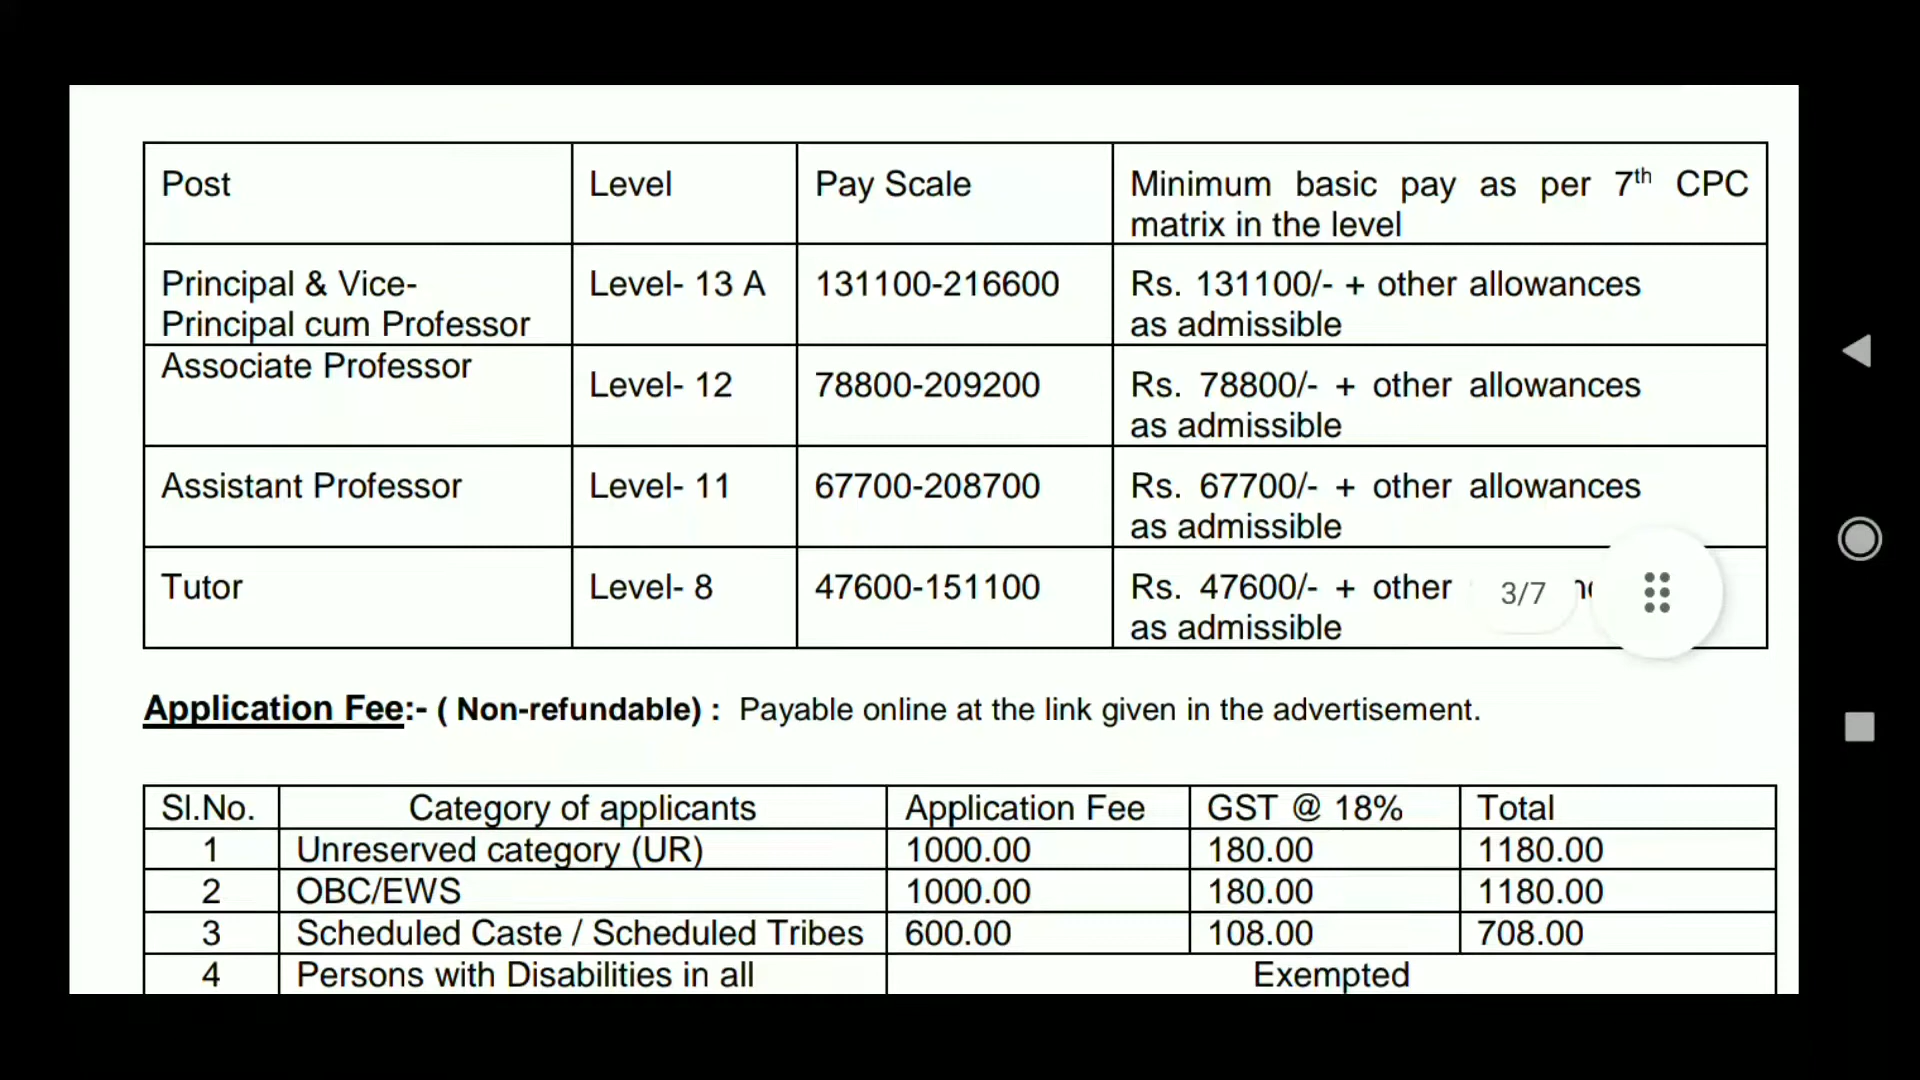 Post Level Pay Scale Minimum basic pay as per 7th CPC
matrix in the level
Principal & Vice- Level- 13 A 131100-216600 Rs. 131100/- + other allowances
Principal cum Professor as admissible
Associate Professor
Level- 12 78800-209200 Rs. 78800/- + other allowances
as admissible
Assistant Professor Level- 11 67700-208700 Rs. 67700/- + other allowances
as admissible
Tutor Level- 8 47600-151100 Rs. 47600/- + other
3/7
as admissible
Application Fee:- ( Non-refundable) : Payable online at the link given in the advertisement.
Sl.No. Category of applicants Application Fee GST @ 18% Total
1 Unreserved category (UR) 1000.00 180.00 1180.00
2 OBC/EWS 1000.00 180.00 1180.00
3 Scheduled Caste / Scheduled Tribes 600.00 108.00 708.00
4 Persons with Disabilities in all Exempted